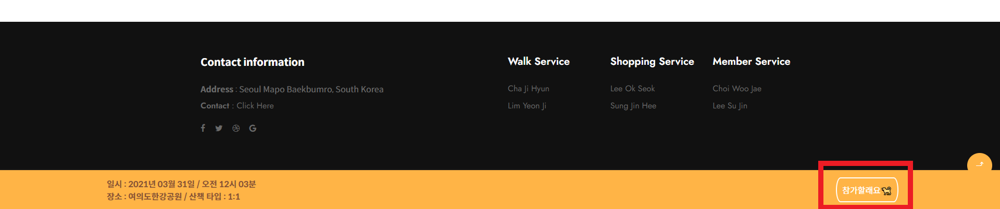 Contact information
Address : Seoul Mapo Baekbumro, South Korea
Contact : Click Here
Walk Service
Cha Ji Hyun
Lim Yeon Ji
Shopping Service
Lee Ok Seok
Sung Jin Hee
Member Service
Choi Woo Jae
Lee Su Jin
일시 : 2021년 03월 31일 / 오전 12시 03분
장소 : 여의도한강공원 / 산책 타입 : 1:1
참가할래요